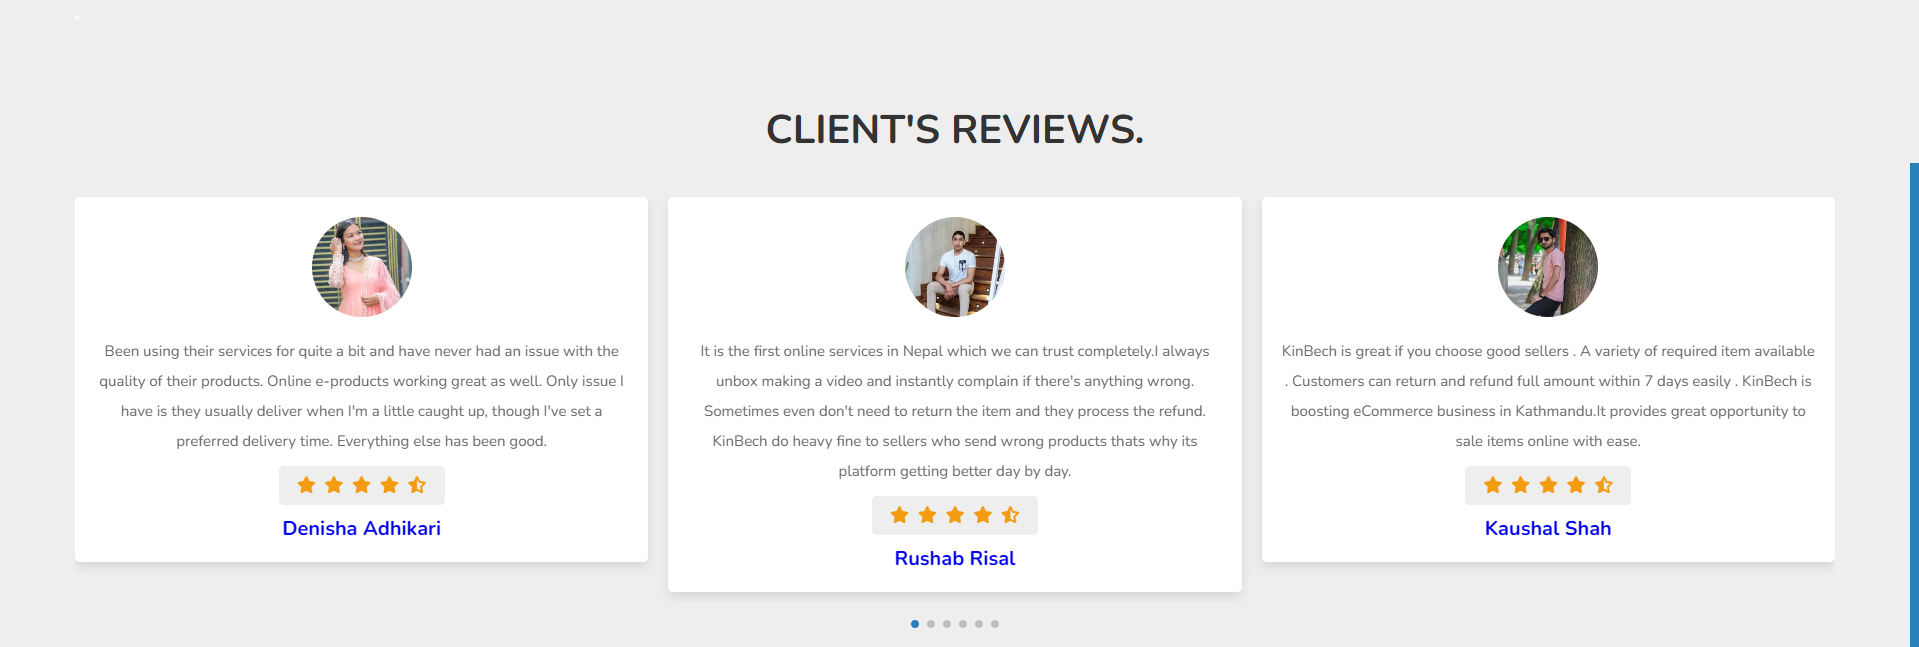 CLIENT'S REVIEWS.
Been using their services for quite a bit and have never had an issue with the
quality of their products. Online e-products working great as well. Only issue I
have is they usually deliver when I'm a little caught up, though I've set a
preferred delivery time. Everything else has been good.
Denisha Adhikari
It is the first online services in Nepal which we can trust completely.I always
unbox making a video and instantly complain if there's anything wrong.
Sometimes even don't need to return the item and they process the refund.
KinBech do heavy fine to sellers who send wrong products thats why its
platform getting better day by day.
Rushab Risal
KinBech is great if you choose good sellers . A variety of required item available
. Customers can return and refund full amount within 7 days easily . KinBech is
boosting eCommerce business in Kathmandu.It provides great opportunity to
sale items online with ease.
Kaushal Shah